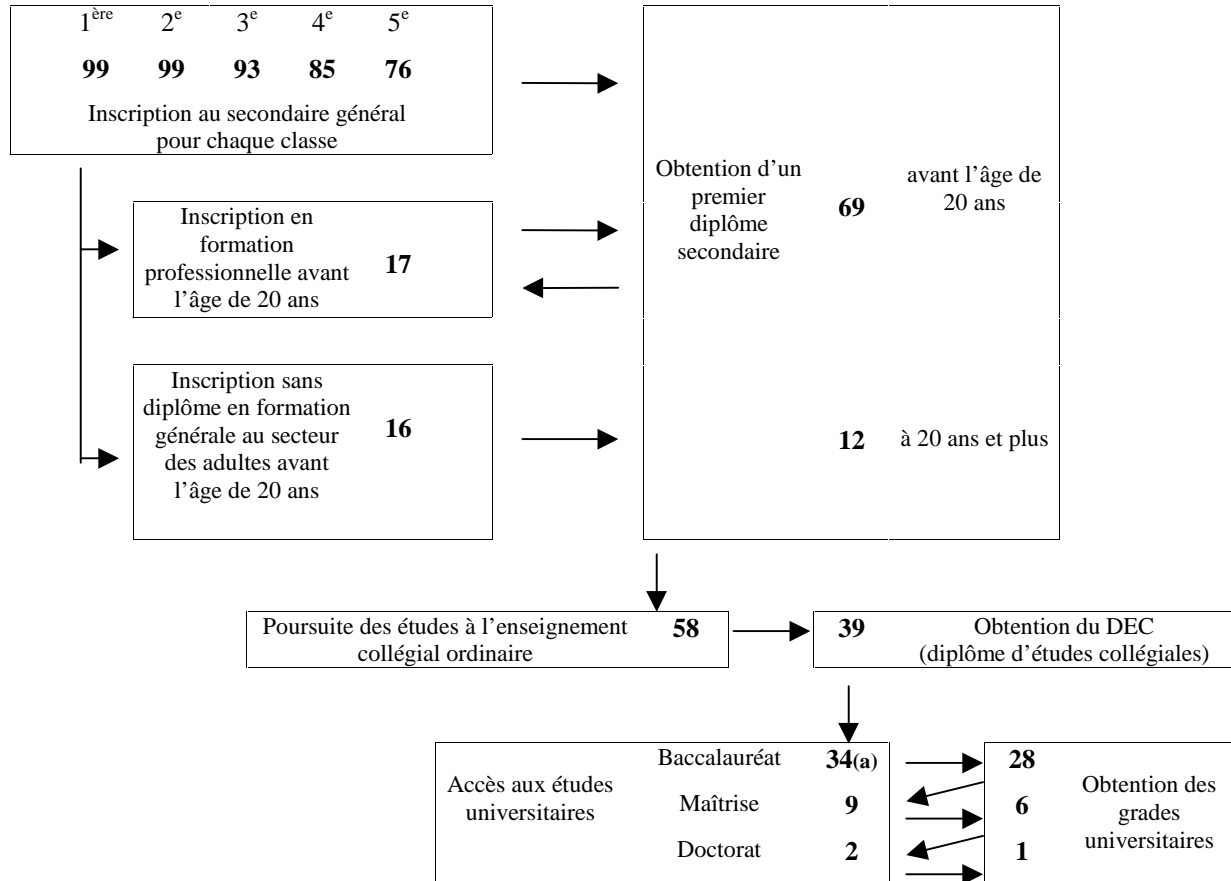 1ère 2e 3e 4e 5e
99 99 93 85 76
Inscription au secondaire général
pour chaque classe
Obtention d'un
premier
diplôme
secondaire
69
avant l'âge de
20 ans
Inscription en
formation
professionnelle avant
l'âge de 20 ans
17
Inscription sans
diplôme en formation
générale au secteur
des adultes avant
l'âge de 20 ans
16
12
à 20 ans et plus
Poursuite des études à l'enseignement
collégial ordinaire
58
39
Obtention du DEC
(diplôme d'études collégiales)
Accès aux études
universitaires
Baccalauréat 34(a)
Maîtrise 9
Doctorat 2
28
6
1
Obtention des
grades
universitaires